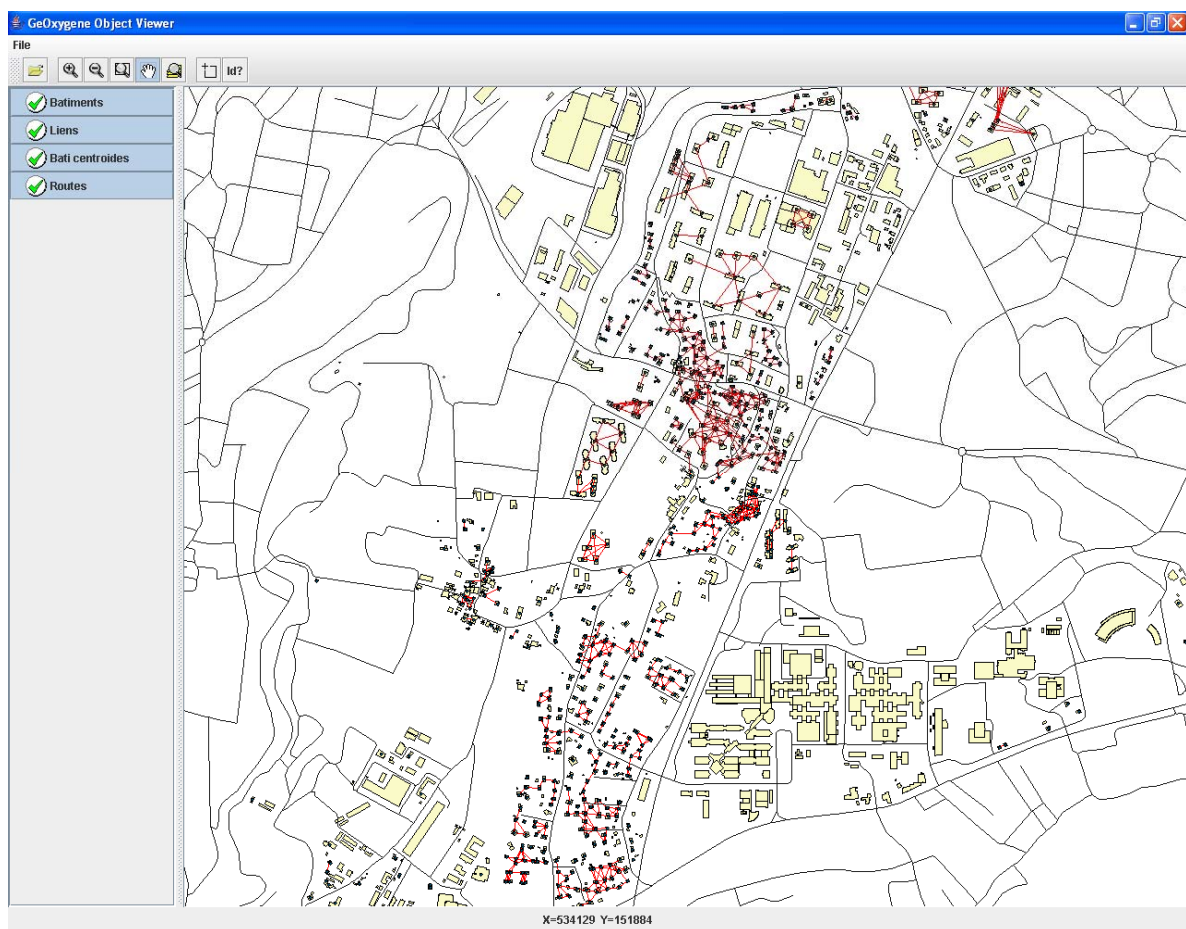 GeOxygene Object Viewer
File
Id?
Batiments
Liens
Bati centroides
Routes
X=534129 Y=151884